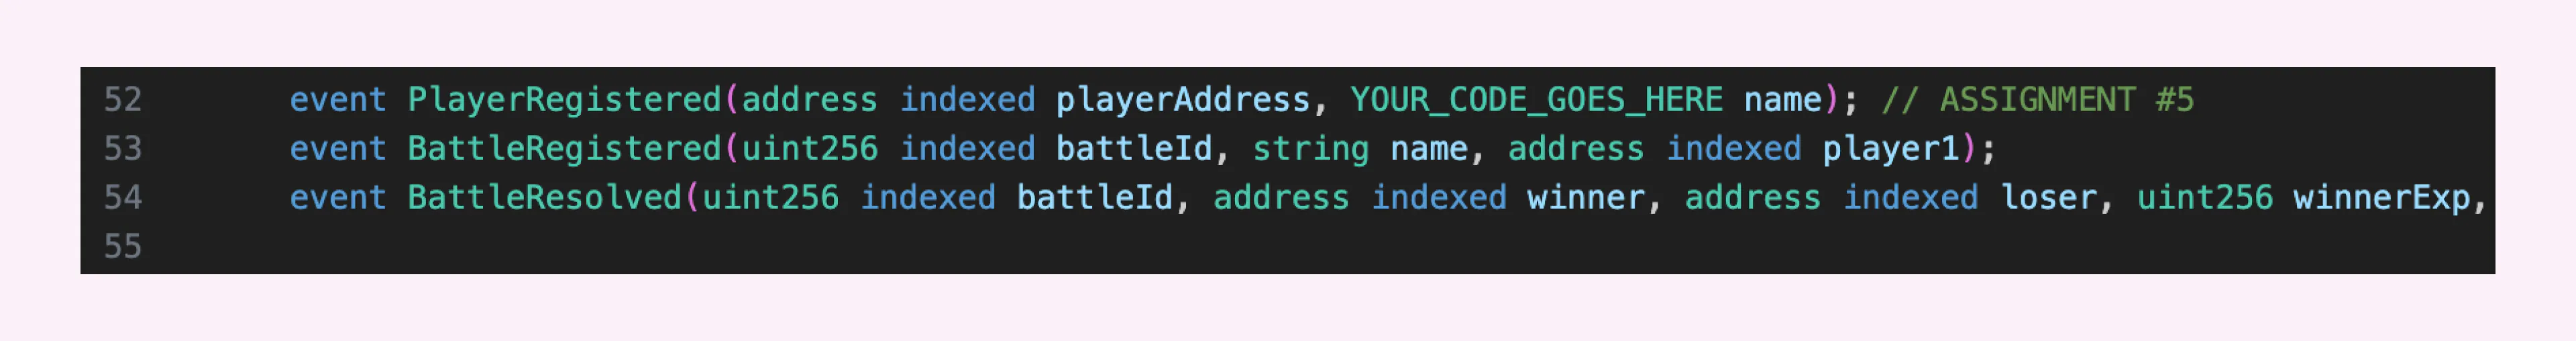 52 event PlayerRegistered(address indexed playerAddress, YOUR_CODE_GOES_HERE name); // ASSIGNMENT #5
53 event BattleRegistered(uint256 indexed battleId, string name, address indexed player1);
54 event BattleResolved(uint256 indexed battleId, address indexed winner, address indexed loser, uint256 winnerExp,
55